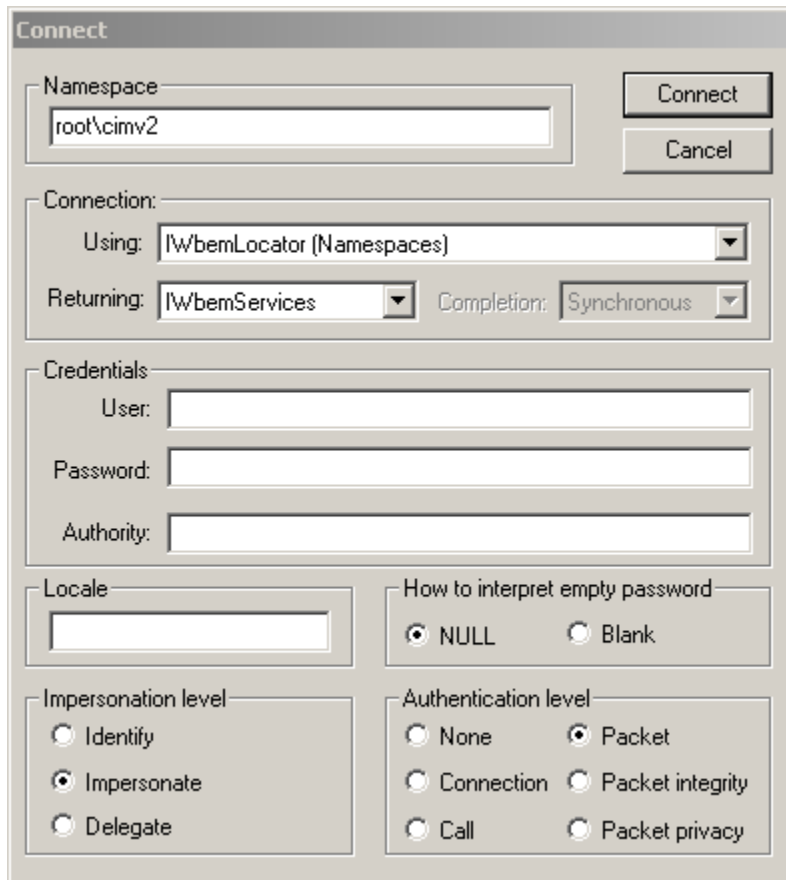 Connect
Namespace
Connect
root\cimv2
Cancel
Connection:
Using: IWbemLocator (Namespaces)
Returning: IWbemServices Completion: Synchronous
Credentials
User:
Password:
Authority:
Locale
How to interpret empty password
NULL Blank
Impersonation level
Identify
Impersonate
Delegate
Authentication level
None Packet
Connection Packet integrity
Call Packet privacy